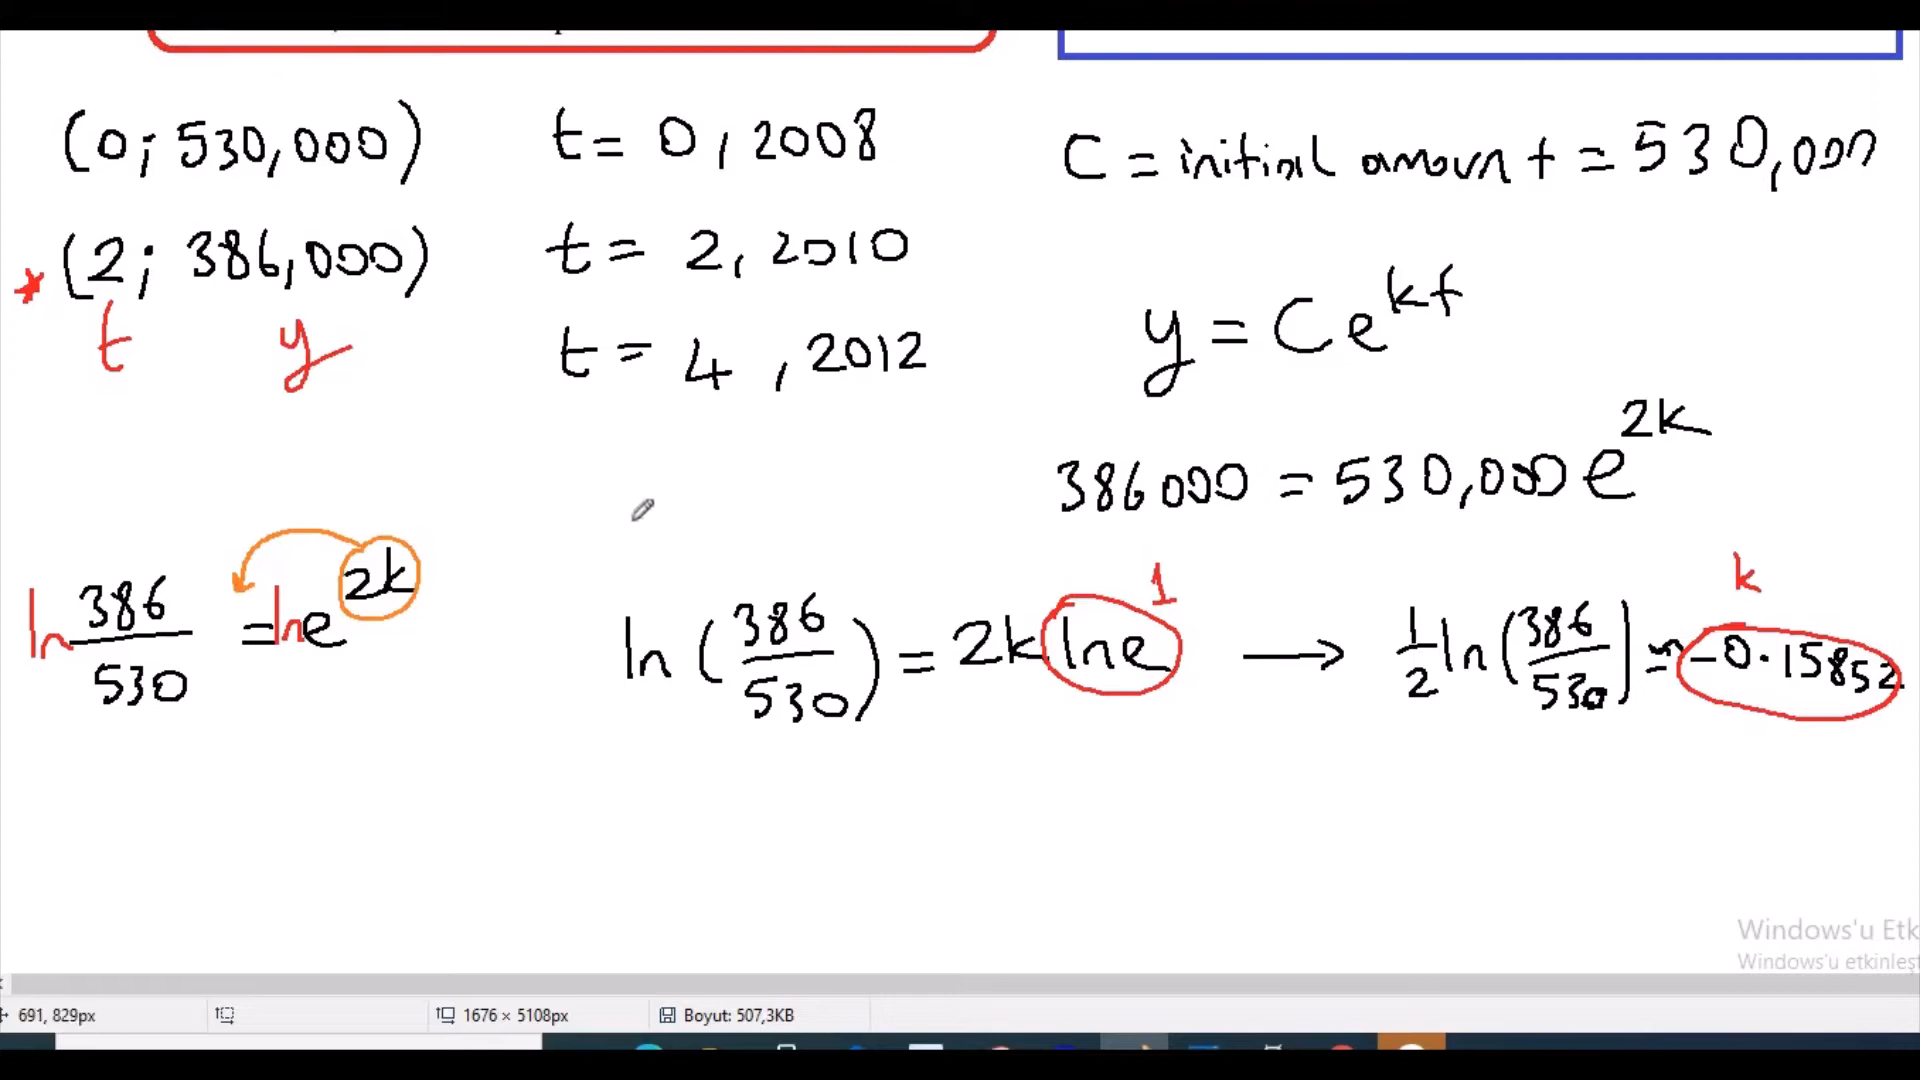 (0; 530,000) t = 0, 2008 C = initial amount = 530,000
* (2; 386,000) t = 2, 2010
t y t = 4, 2012 y = Ce^{kt}
386000 = 530,000 e^{2k}
ln 386/530 = ln e^{2k} ln(386/530) = 2k ln e 1 → 1/2 ln(386/530) = -0.15852 k
Windows'u Etk
Windows'u etkinleşt
691, 829px 1676 × 5108px Boyut: 507,3KB